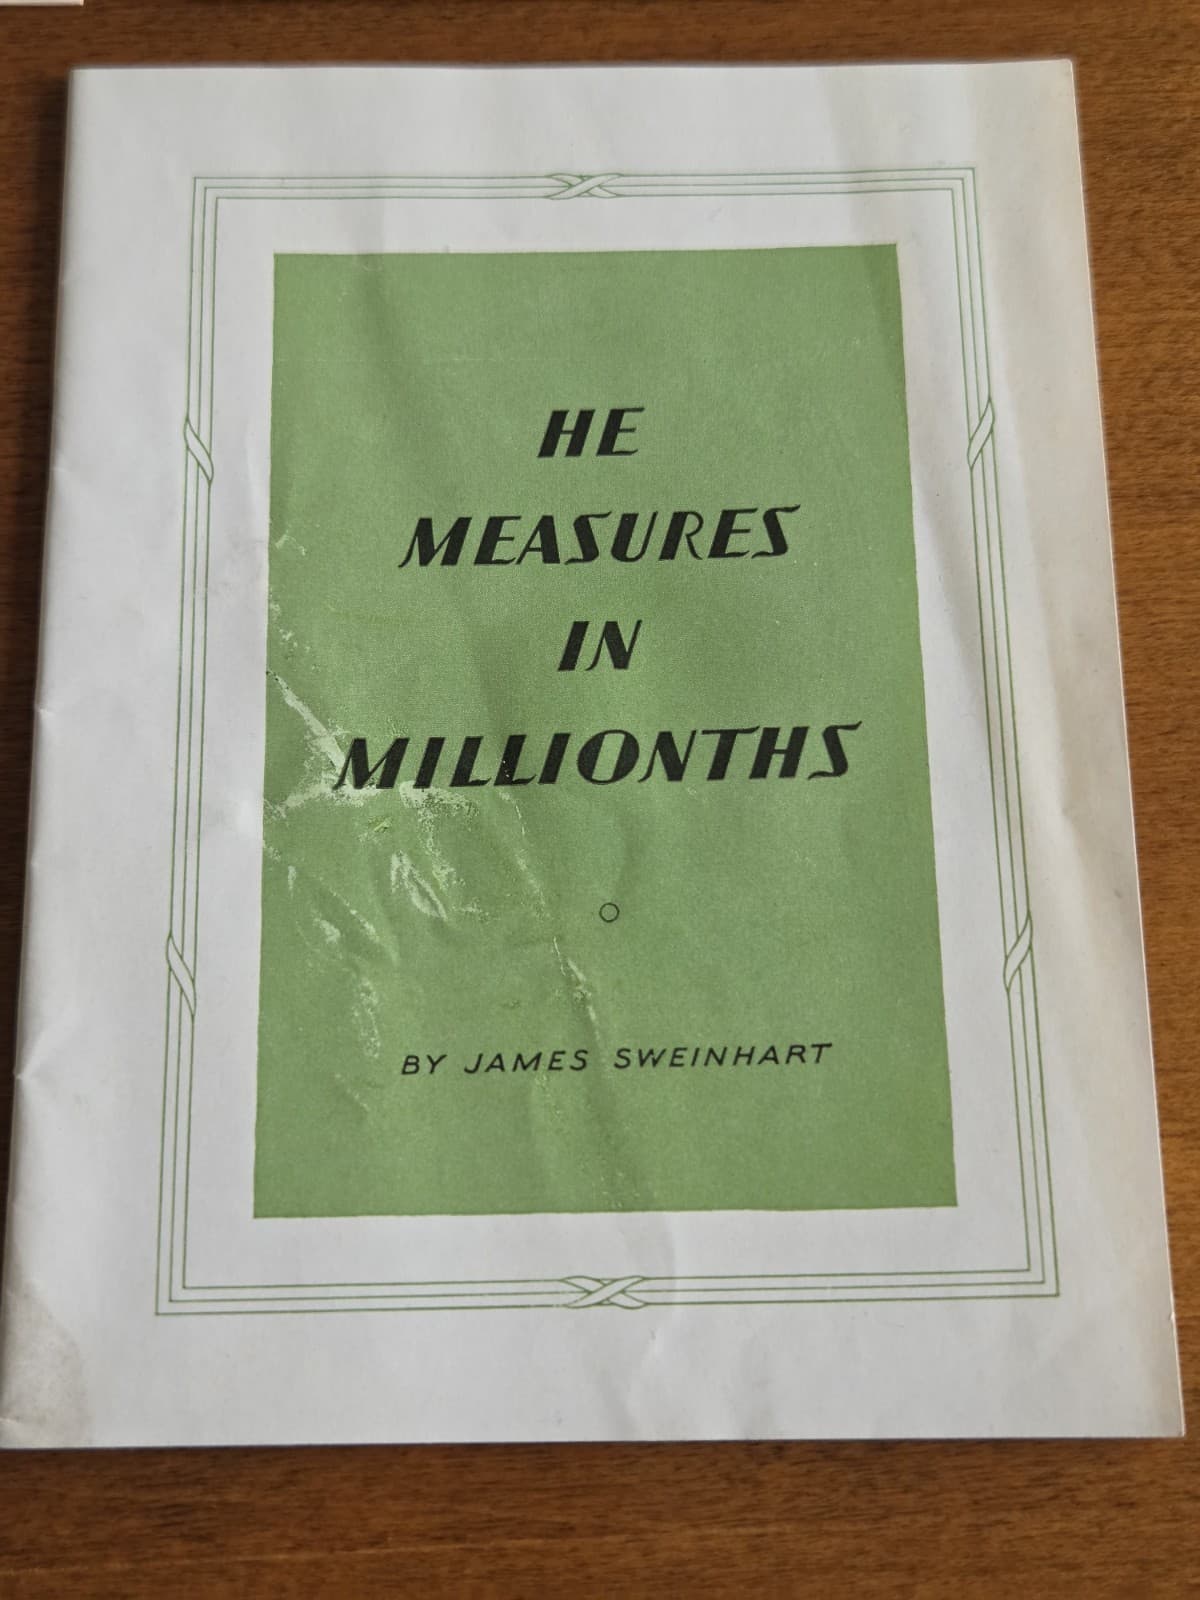 HE
MEASURES
IN
MILLIONTHS
BY JAMES SWEINHART